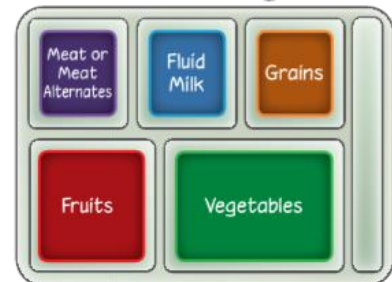 Meat or
Meat
Alternates
Fluid
Milk
Grains
Fruits
Vegetables